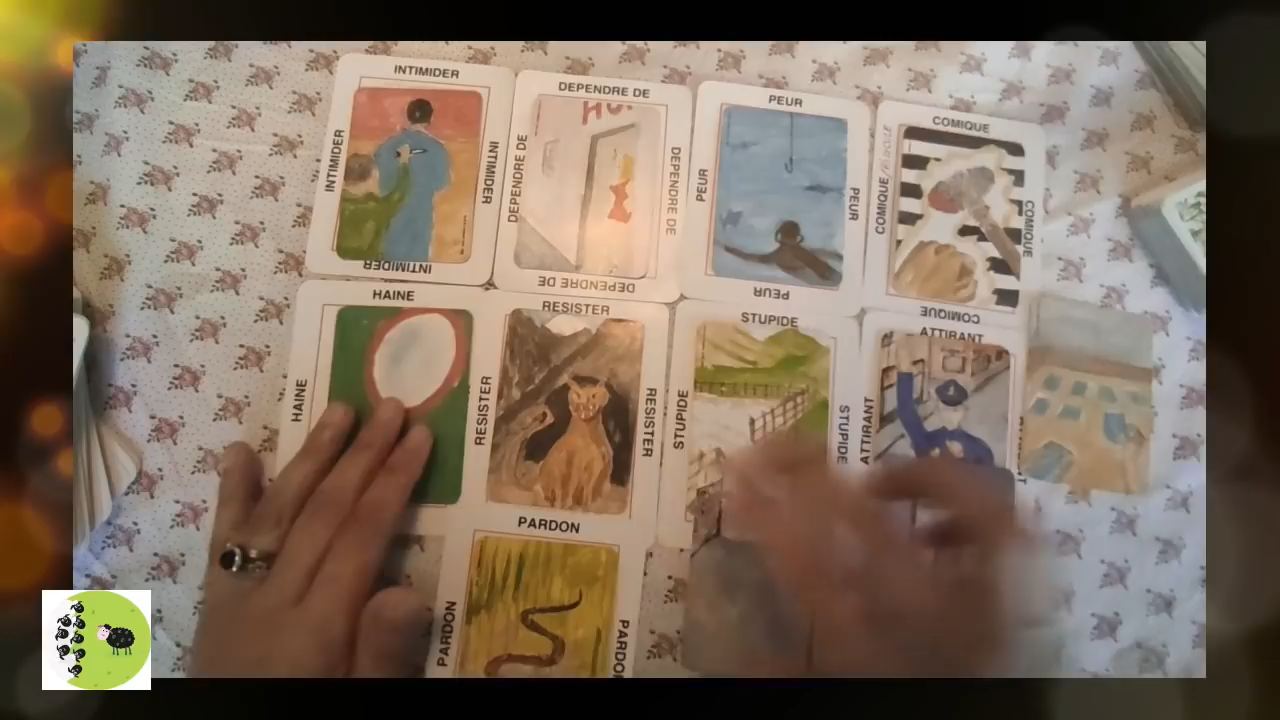 INTIMIDER
INTIMIDER
INTIMIDER
INTIMIDER
DEPENDRE DE
DEPENDRE DE
DEPENDRE DE
DEPENDRE DE
PEUR
PEUR
PEUR
PEUR
COMIQUE
COMIQUE
COMIQUE
COMIQUE
HAINE
HAINE
RESISTER
RESISTER
RESISTER
STUPIDE
STUPIDE
STUPIDE
ATTIRANT
ATTIRANT
PARDON
PARDON